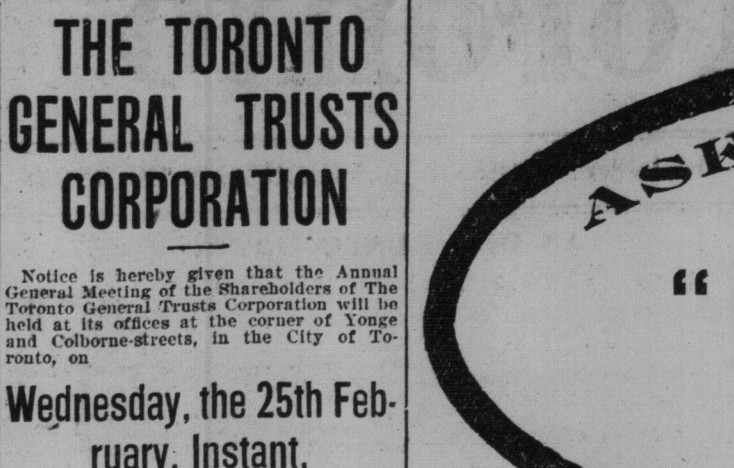 THE TORONTO
GENERAL TRUSTS
CORPORATION
Notice is hereby given that the Annual
General Meeting of the Shareholders of The
Toronto General Trusts Corporation will be
held at its offices at the corner of Yonge
and Colborne-streets, in the City of To-
ronto, on
Wednesday, the 25th Feb-
ruary, Instant,
“